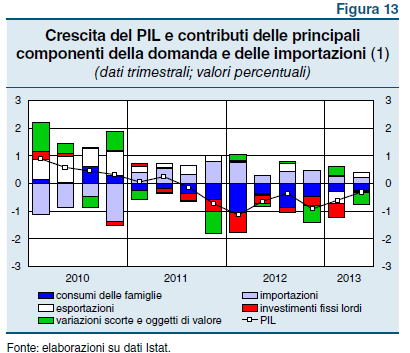 Figura 13
Crescita del PIL e contributi delle principali
componenti della domanda e delle importazioni (1)
(dati trimestrali; valori percentuali)
3 3
2 2
1 1
0 0
-1 -1
-2 -2
-3 -3
2010 2011 2012 2013
consumi delle famiglie importazioni
esportazioni investimenti fissi lordi
variazioni scorte e oggetti di valore PIL
Fonte: elaborazioni su dati Istat.